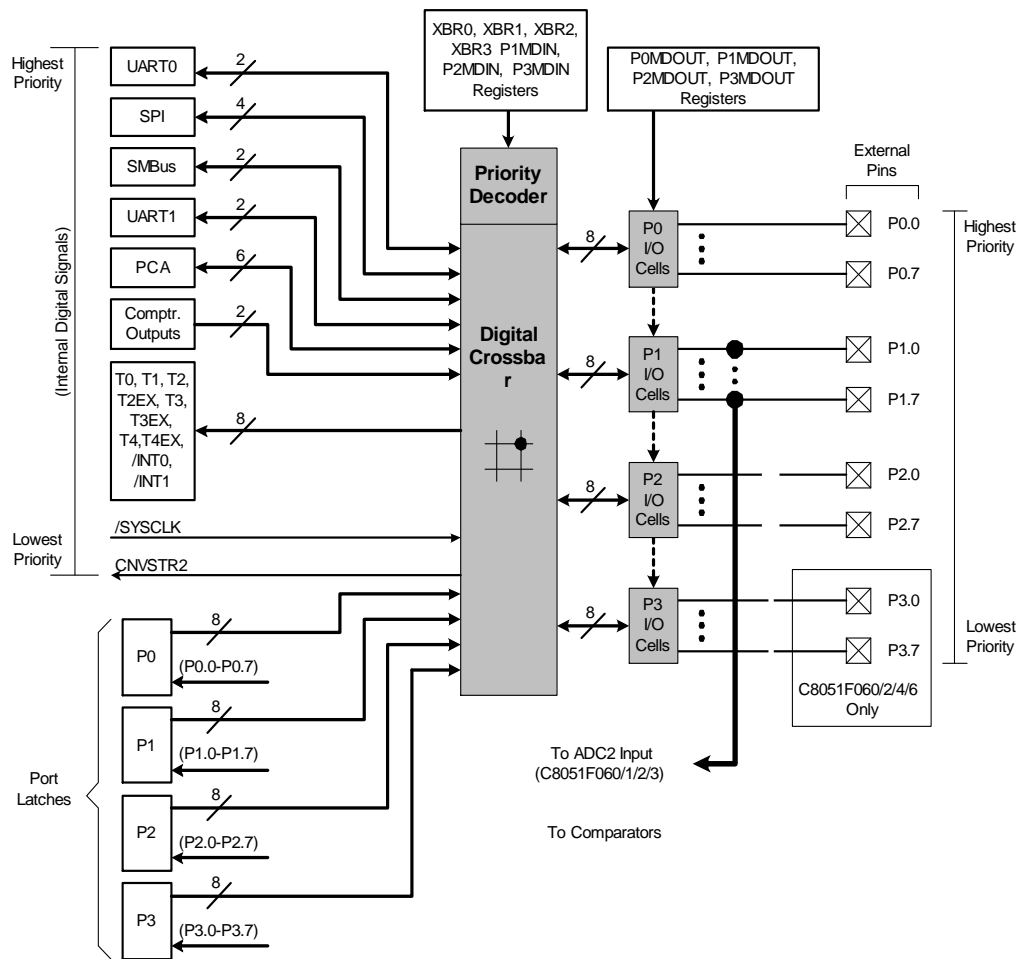 XBR0, XBR1, XBR2,
XBR3 P1MDIN,
P2MDIN, P3MDIN
Registers
P0MDOUT, P1MDOUT,
P2MDOUT, P3MDOUT
Registers
Highest
Priority
(Internal Digital Signals)
Lowest
Priority
UART0
2
SPI
4
SMBus
2
UART1
2
PCA
6
Comptr.
Outputs
2
T0, T1, T2,
T2EX, T3,
T3EX,
T4,T4EX,
/INT0,
/INT1
8
/SYSCLK
CNVSTR2
Priority
Decoder
Digital
Crossba
r
8
P0
I/O
Cells
8
P1
I/O
Cells
8
P2
I/O
Cells
8
P3
I/O
Cells
External
Pins
P0.0
P0.7
P1.0
P1.7
P2.0
P2.7
P3.0
P3.7
C8051F060/2/4/6
Only
Highest
Priority
Lowest
Priority
Port
Latches
P0
8
(P0.0-P0.7)
P1
8
(P1.0-P1.7)
P2
8
(P2.0-P2.7)
P3
8
(P3.0-P3.7)
To ADC2 Input
(C8051F060/1/2/3)
To Comparators